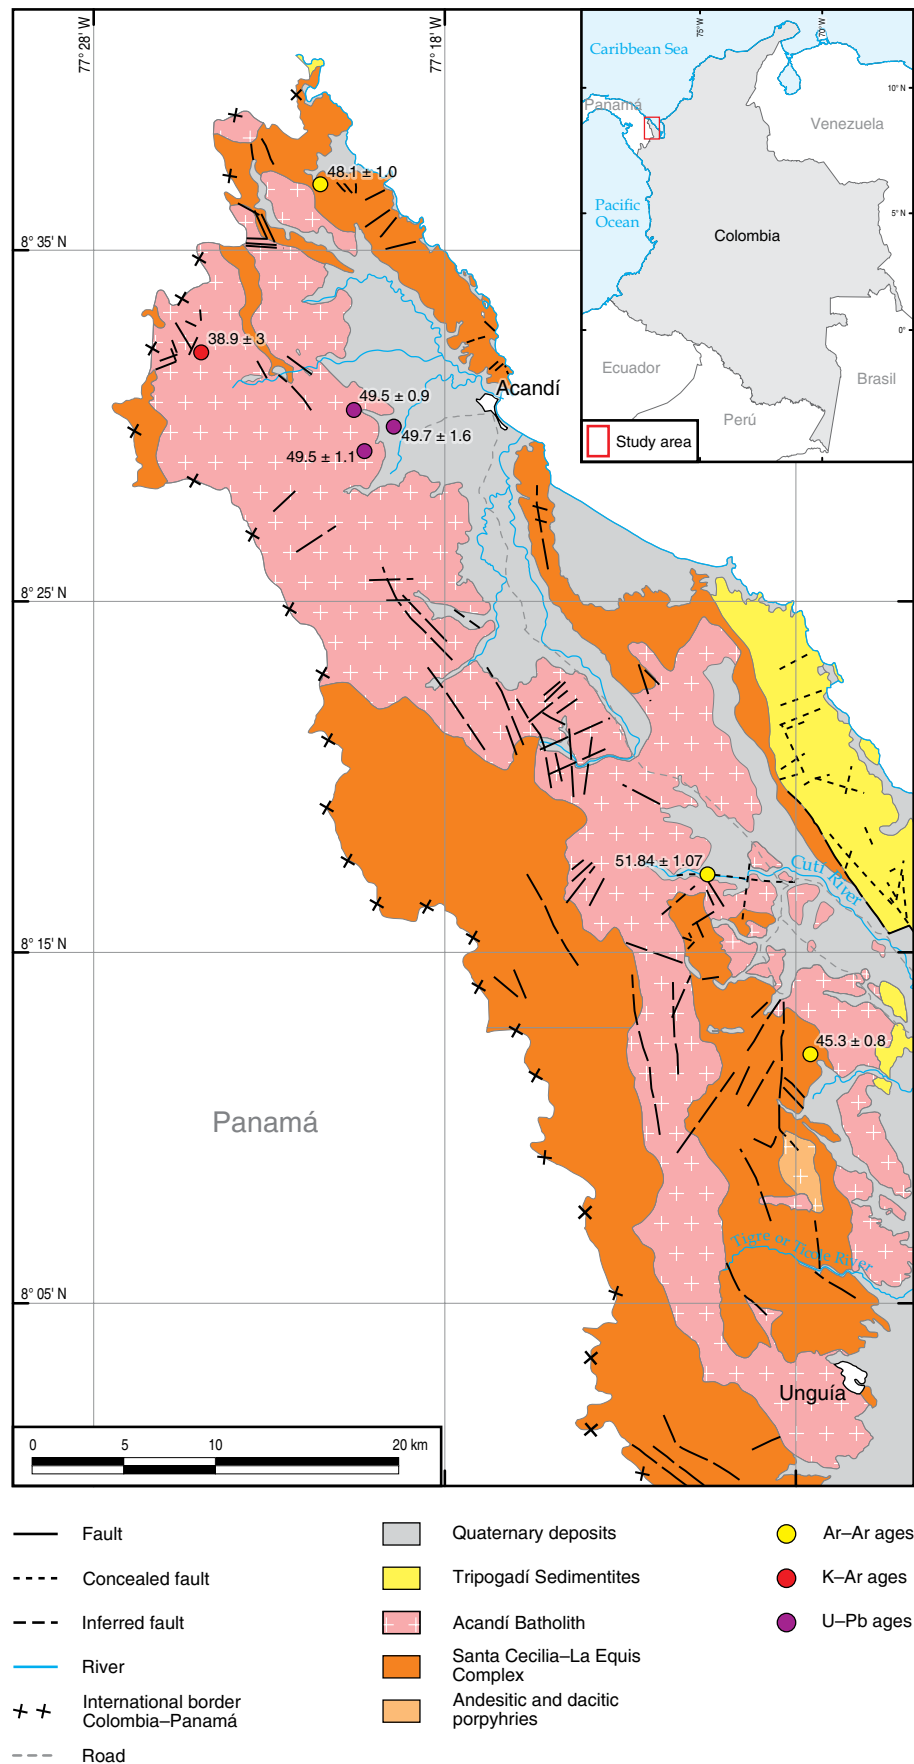 77° 28' W
77° 18' W
75° W
70° W
Caribbean Sea
10° N
Panamá
Venezuela
Pacific
Ocean
5° N
Colombia
0°
Ecuador
Brasil
Perú
Study area
48.1 ± 1.0
8° 35' N
38.9 ± 3
Acandí
49.5 ± 0.9
49.7 ± 1.6
49.5 ± 1.1
8° 25' N
51.84 ± 1.07
Cutí River
8° 15' N
45.3 ± 0.8
Panamá
Tigre or Ticule River
8° 05' N
Unguía
0 5 10 20 km
Fault
Concealed fault
Inferred fault
River
International border
Colombia–Panamá
Road
Quaternary deposits
Tripogadí Sedimentites
Acandí Batholith
Santa Cecilia–La Equis
Complex
Andesitic and dacitic
porpyhries
Ar–Ar ages
K–Ar ages
U–Pb ages